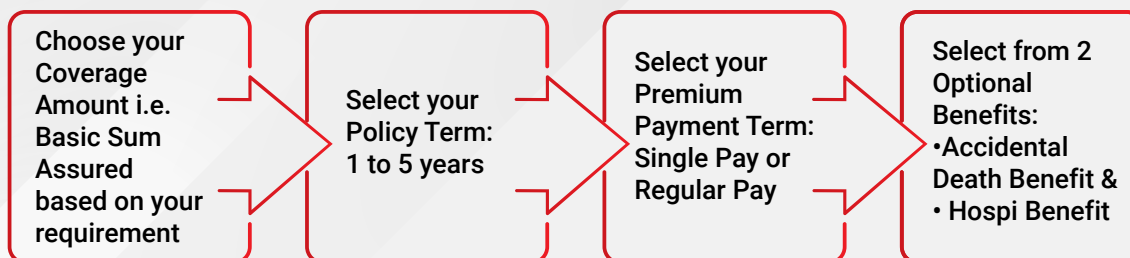 Choose your
Coverage
Amount i.e.
Basic Sum
Assured
based on your
requirement
Select your
Policy Term:
1 to 5 years
Select your
Premium
Payment Term:
Single Pay or
Regular Pay
Select from 2
Optional
Benefits:
•Accidental
Death Benefit &
• Hospi Benefit